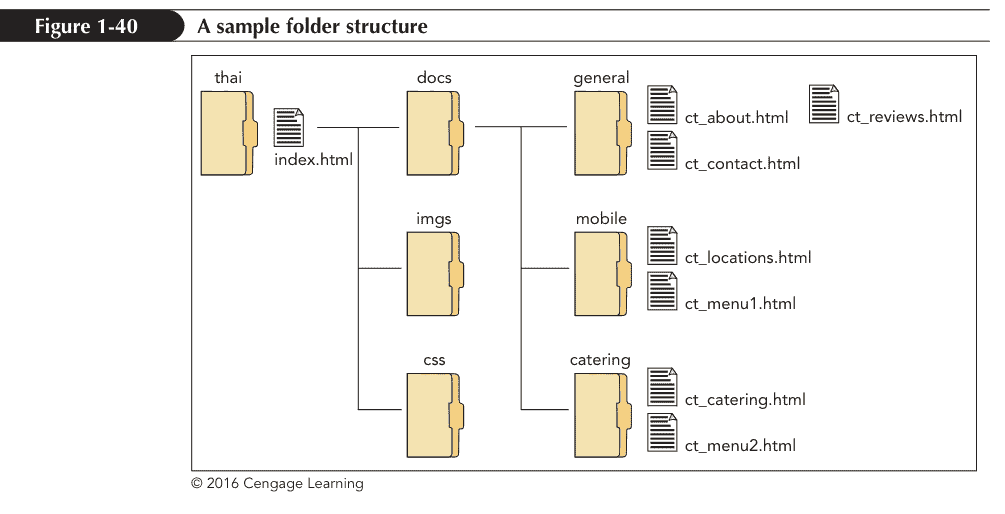 Figure 1-40 A sample folder structure
thai
docs
general
index.html
ct_about.html
ct_reviews.html
ct_contact.html
imgs
mobile
ct_locations.html
ct_menu1.html
css
catering
ct_catering.html
ct_menu2.html
© 2016 Cengage Learning